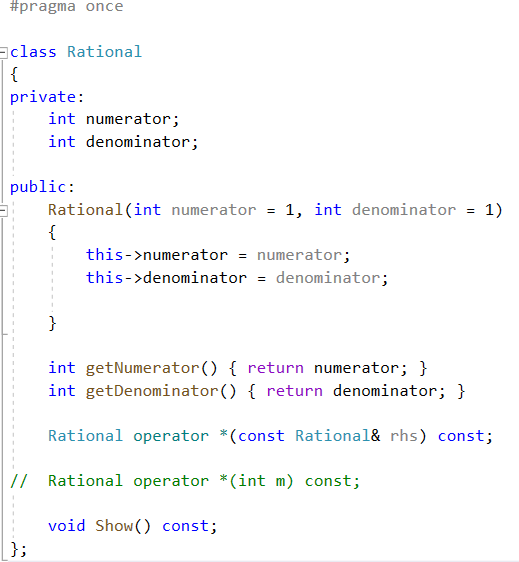 #pragma once
class Rational
{
private:
    int numerator;
    int denominator;
public:
    Rational(int numerator = 1, int denominator = 1)
    {
        this->numerator = numerator;
        this->denominator = denominator;
    }
    int getNumerator() { return numerator; }
    int getDenominator() { return denominator; }
    Rational operator *(const Rational& rhs) const;
//  Rational operator *(int m) const;
    void Show() const;
};